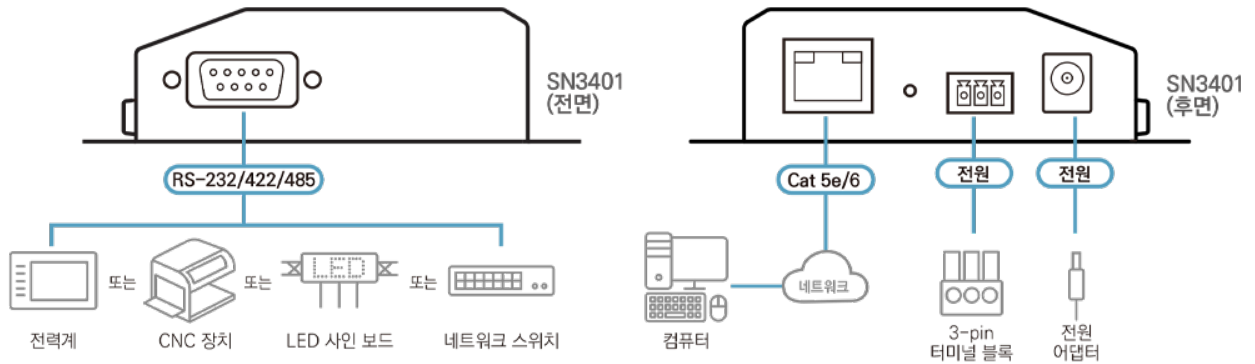 SN3401
(전면)
RS-232/422/485
전력계
또는
CNC 장치
또는
LED
LED 사인 보드
또는
네트워크 스위치
SN3401
(후면)
Cat 5e/6
전원
전원
네트워크
컴퓨터
3-pin
터미널 블록
전원
어댑터